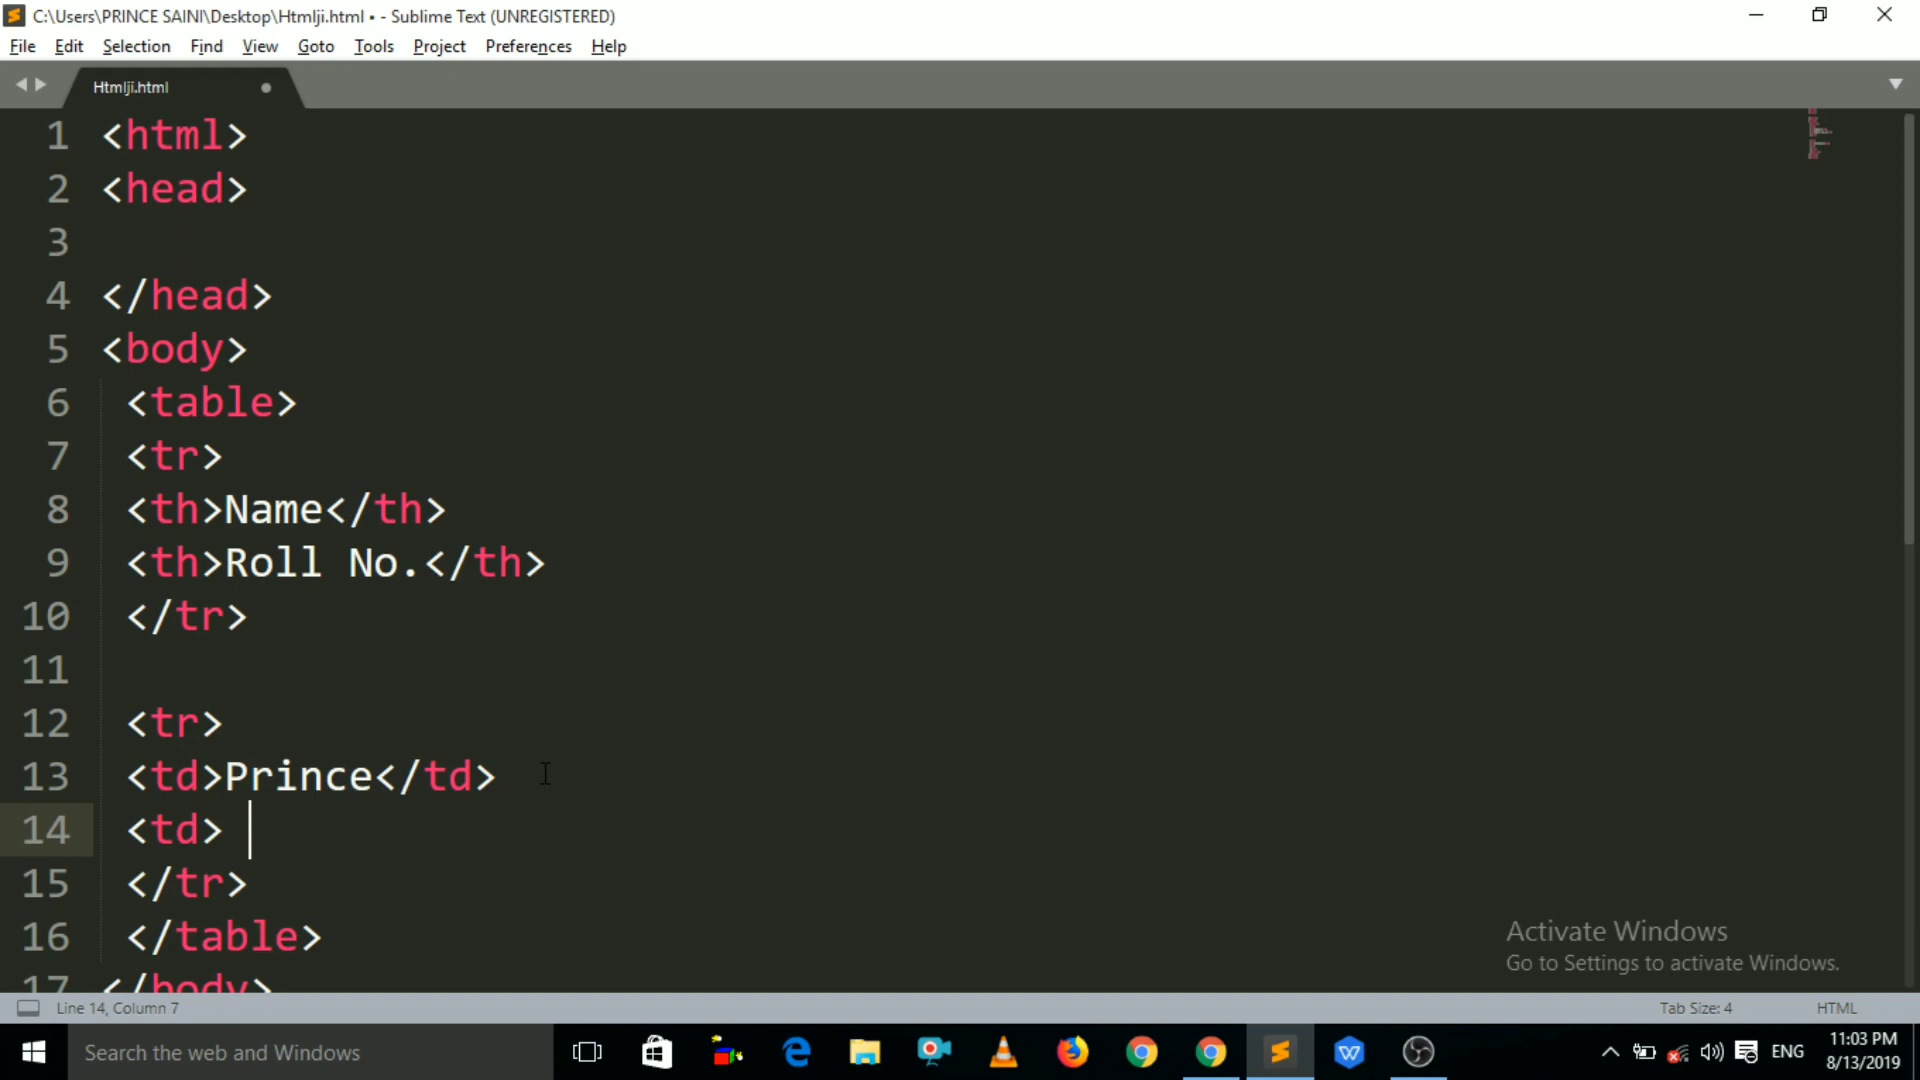 C:\Users\PRINCE SAINI\Desktop\Htmlji.html • - Sublime Text (UNREGISTERED)
File Edit Selection Find View Goto Tools Project Preferences Help
Htmlji.html
1 <html>
2 <head>
3
4 </head>
5 <body>
6 <table>
7 <tr>
8 <th>Name</th>
9 <th>Roll No.</th>
10 </tr>
11
12 <tr>
13 <td>Prince</td>
14 <td>
15 </tr>
16 </table>
17 </body>
Activate Windows
Go to Settings to activate Windows.
Line 14, Column 7 Tab Size: 4 HTML
Search the web and Windows
ENG
11:03 PM
8/13/2019